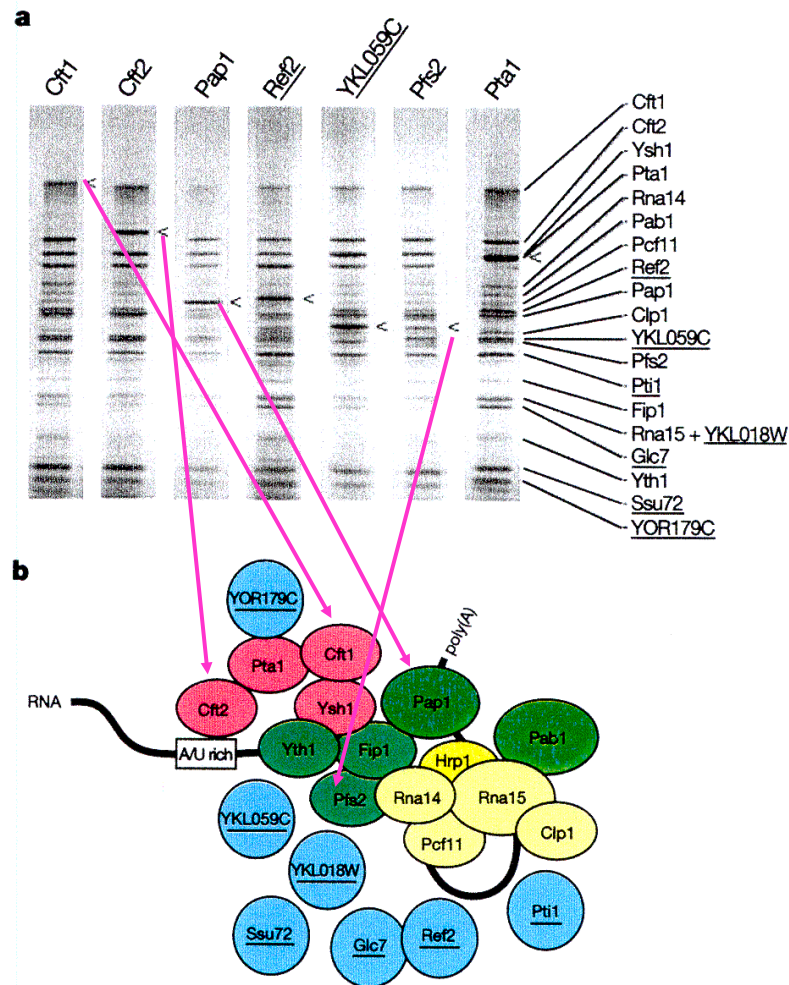 a
Cft1 Cft2 Pap1 Ref2 YKL059C Pfs2 Pta1
Cft1
Cft2
Ysh1
Pta1
Rna14
Pab1
Pcf11
Ref2
Pap1
Clp1
YKL059C
Pfs2
Pti1
Fip1
Rna15 + YKL018W
Glc7
Yth1
Ssu72
YOR179C
< < < < < < <
b
YOR179C
poly(A)
Pta1 Cft1
RNA Cft2 Ysh1 Pap1
A/U rich Yth1 Fip1 Hrp1 Pab1
Pfs2 Rna14 Rna15
YKL059C Pcf11 Clp1
YKL018W
Ssu72 Glc7 Ref2 Pti1